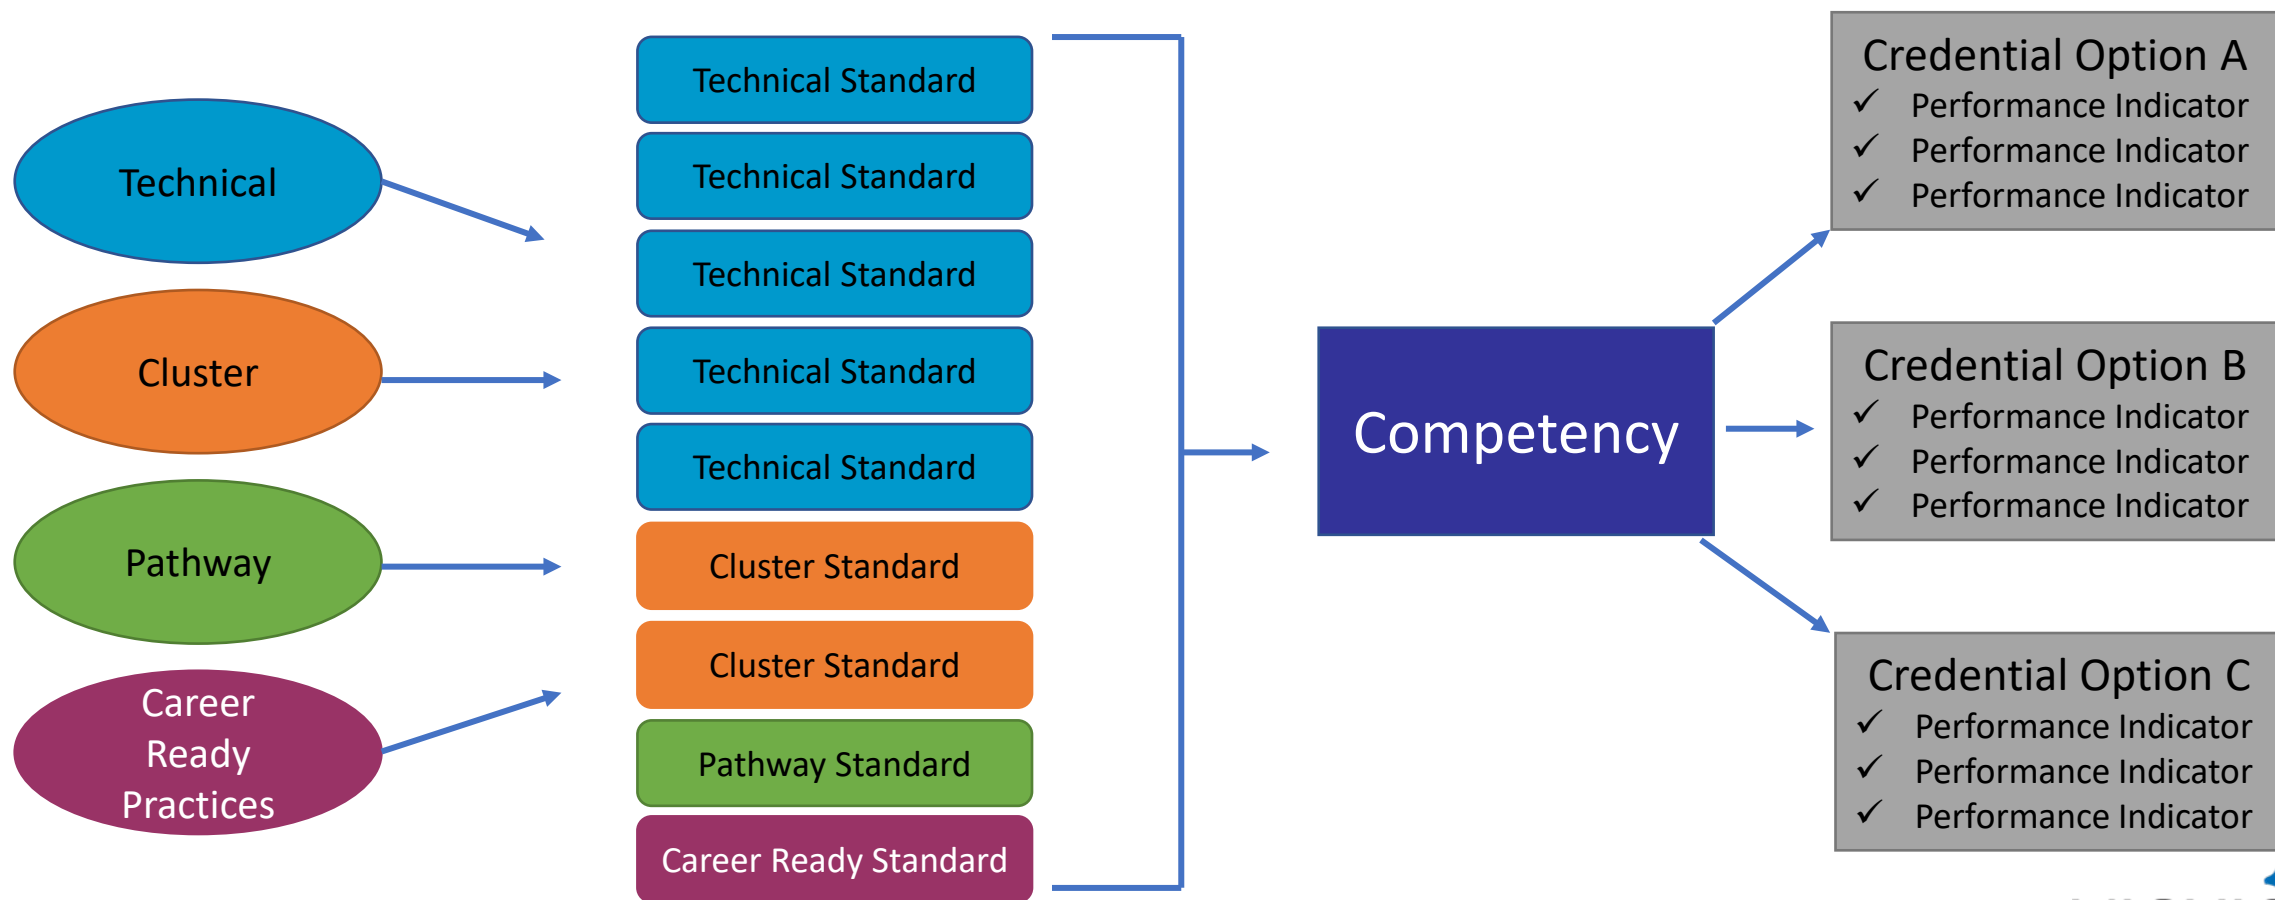 Technical
Cluster
Pathway
Career
Ready
Practices
Technical Standard
Technical Standard
Technical Standard
Technical Standard
Technical Standard
Cluster Standard
Cluster Standard
Pathway Standard
Career Ready Standard
Competency
Credential Option A
✓ Performance Indicator
✓ Performance Indicator
✓ Performance Indicator
Credential Option B
✓ Performance Indicator
✓ Performance Indicator
✓ Performance Indicator
Credential Option C
✓ Performance Indicator
✓ Performance Indicator
✓ Performance Indicator